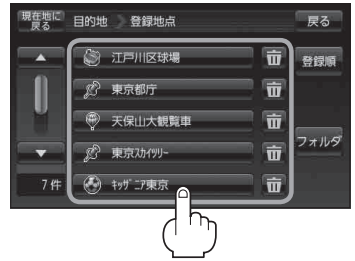 現在地に
戻る
目的地 登録地点
戻る
江戸川区球場
登録順
東京都庁
天保山大観覧車
東京ｽｶｲﾂﾘｰ
フォルダ
7件
ｷｯｻﾞﾆｱ東京